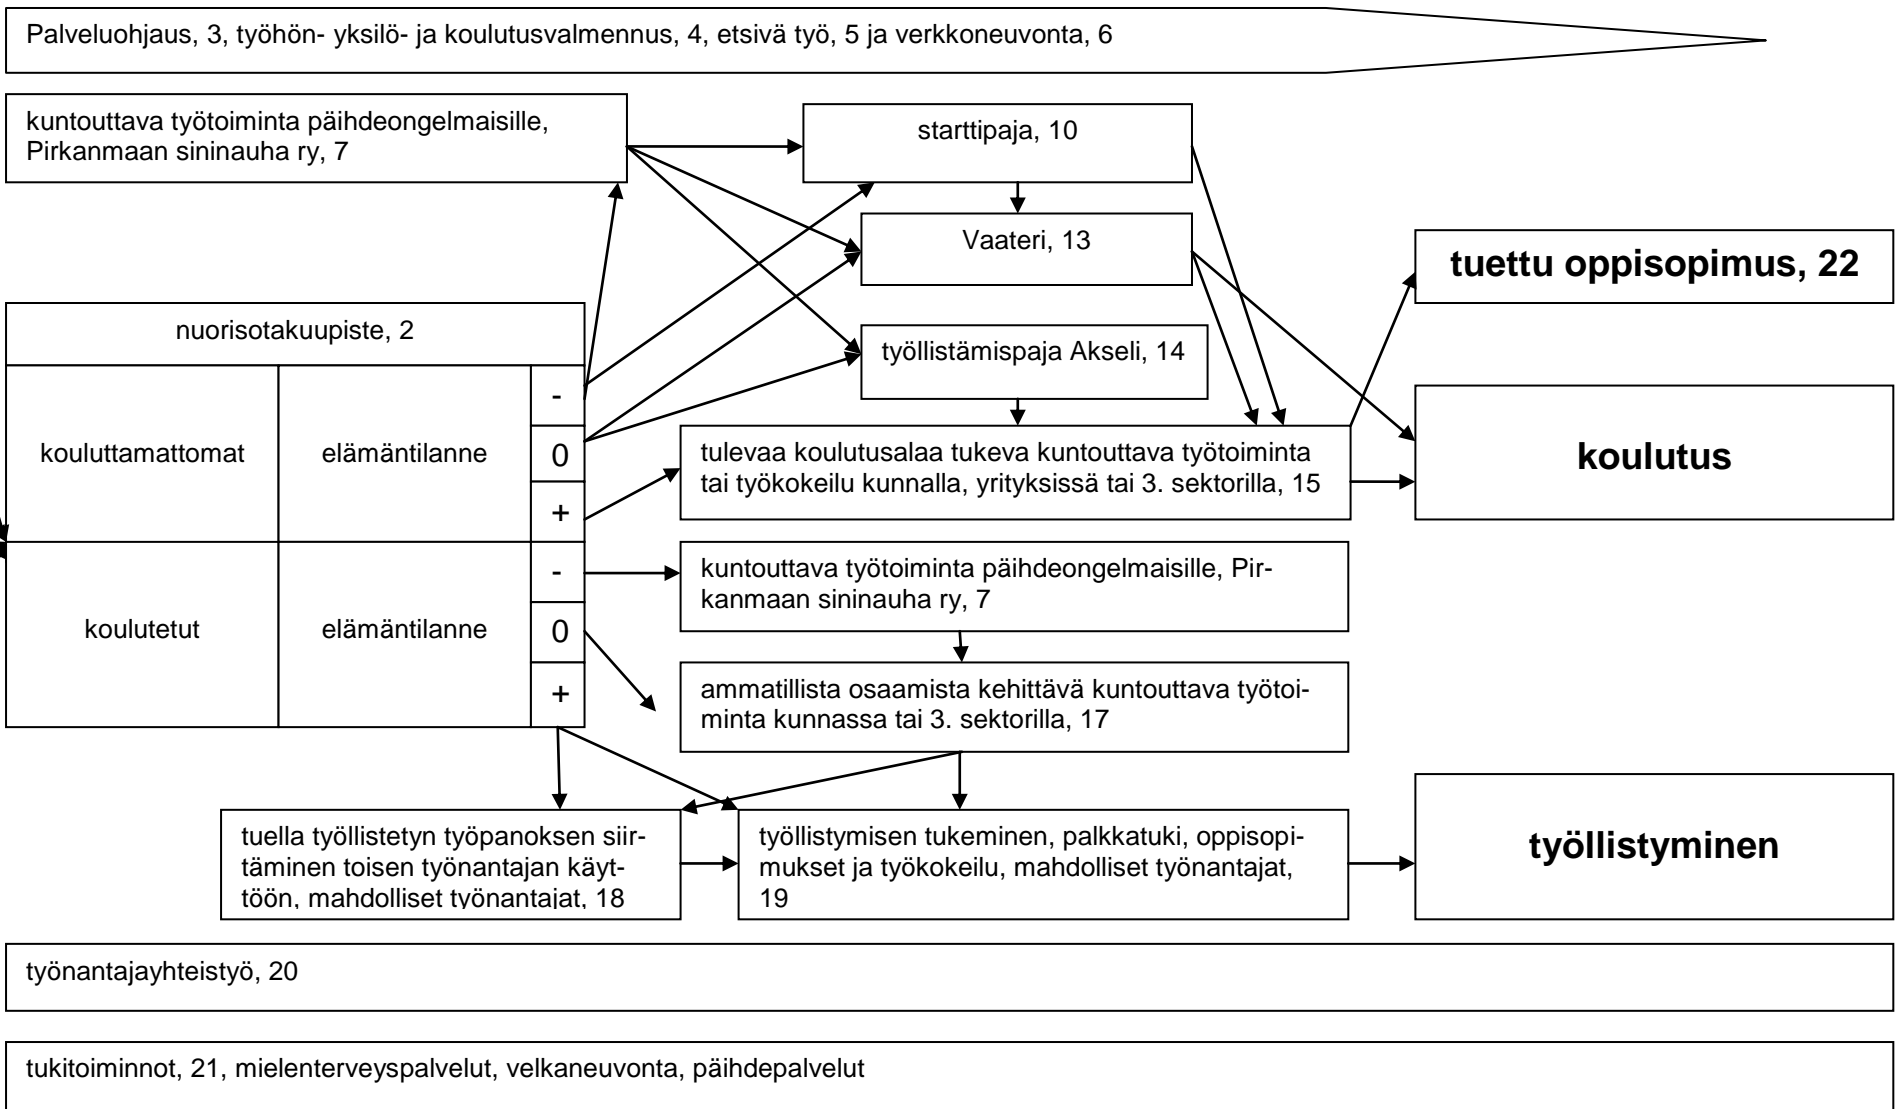 Palveluohjaus, 3, työhön- yksilö- ja koulutusvalmennus, 4, etsivä työ, 5 ja verkkoneuvonta, 6
kuntouttava työtoiminta päihdeongelmaisille,
Pirkanmaan sininauha ry, 7
starttipaja, 10
Vaateri, 13
tuettu oppisopimus, 22
nuorisotakuupiste, 2
työllistämispaja Akseli, 14
kouluttamattomat
elämäntilanne
-
0
+
tulevaa koulutusalaa tukeva kuntouttava työtoiminta
tai työkokeilu kunnalla, yrityksissä tai 3. sektorilla, 15
koulutus
koulutetut
elämäntilanne
-
0
+
kuntouttava työtoiminta päihdeongelmaisille, Pir-
kanmaan sininauha ry, 7
ammatillista osaamista kehittävä kuntouttava työtoi-
minta kunnassa tai 3. sektorilla, 17
tuella työllistetyn työpanoksen siir-
täminen toisen työnantajan käyt-
töön, mahdolliset työnantajat, 18
työllistymisen tukeminen, palkkatuki, oppisopi-
mukset ja työkokeilu, mahdolliset työnantajat,
19
työllistyminen
työnantajayhteistyö, 20
tukitoiminnot, 21, mielenterveyspalvelut, velkaneuvonta, päihdepalvelut